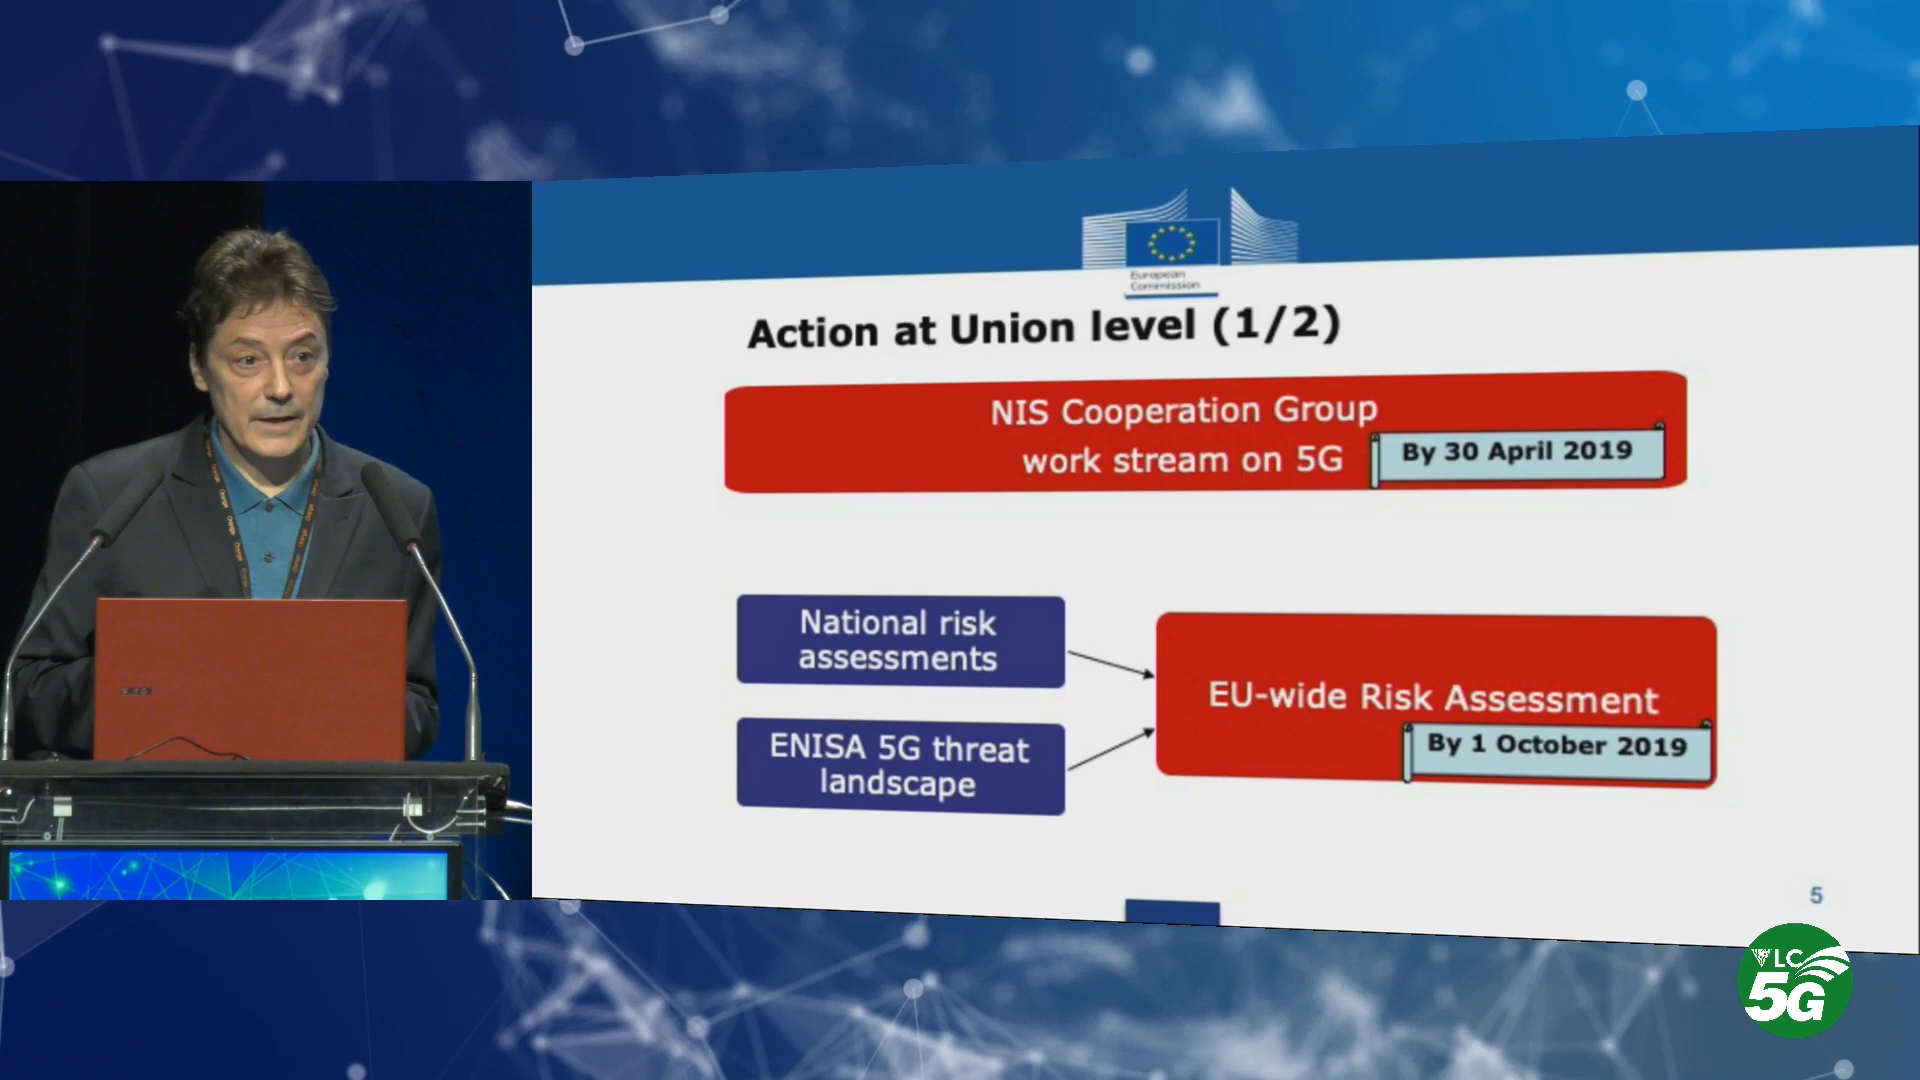 European
Commission
Action at Union level (1/2)
NIS Cooperation Group
work stream on 5G
By 30 April 2019
National risk
assessments
ENISA 5G threat
landscape
EU-wide Risk Assessment
By 1 October 2019
5
VLC
5G